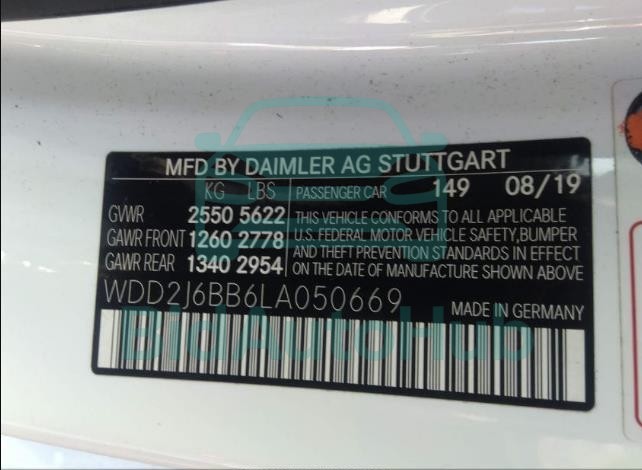 MFD BY DAIMLER AG STUTTGART
KG LBS PASSENGER CAR 149 08/19
GVWR 2550 5622 THIS VEHICLE CONFORMS TO ALL APPLICABLE
GAWR FRONT 1260 2778 U.S. FEDERAL MOTOR VEHICLE SAFETY,BUMPER
AND THEFT PREVENTION STANDARDS IN EFFECT
GAWR REAR 1340 2954 ON THE DATE OF MANUFACTURE SHOWN ABOVE
WDD2J6BB6LA050669 MADE IN GERMANY
BidAutoHub